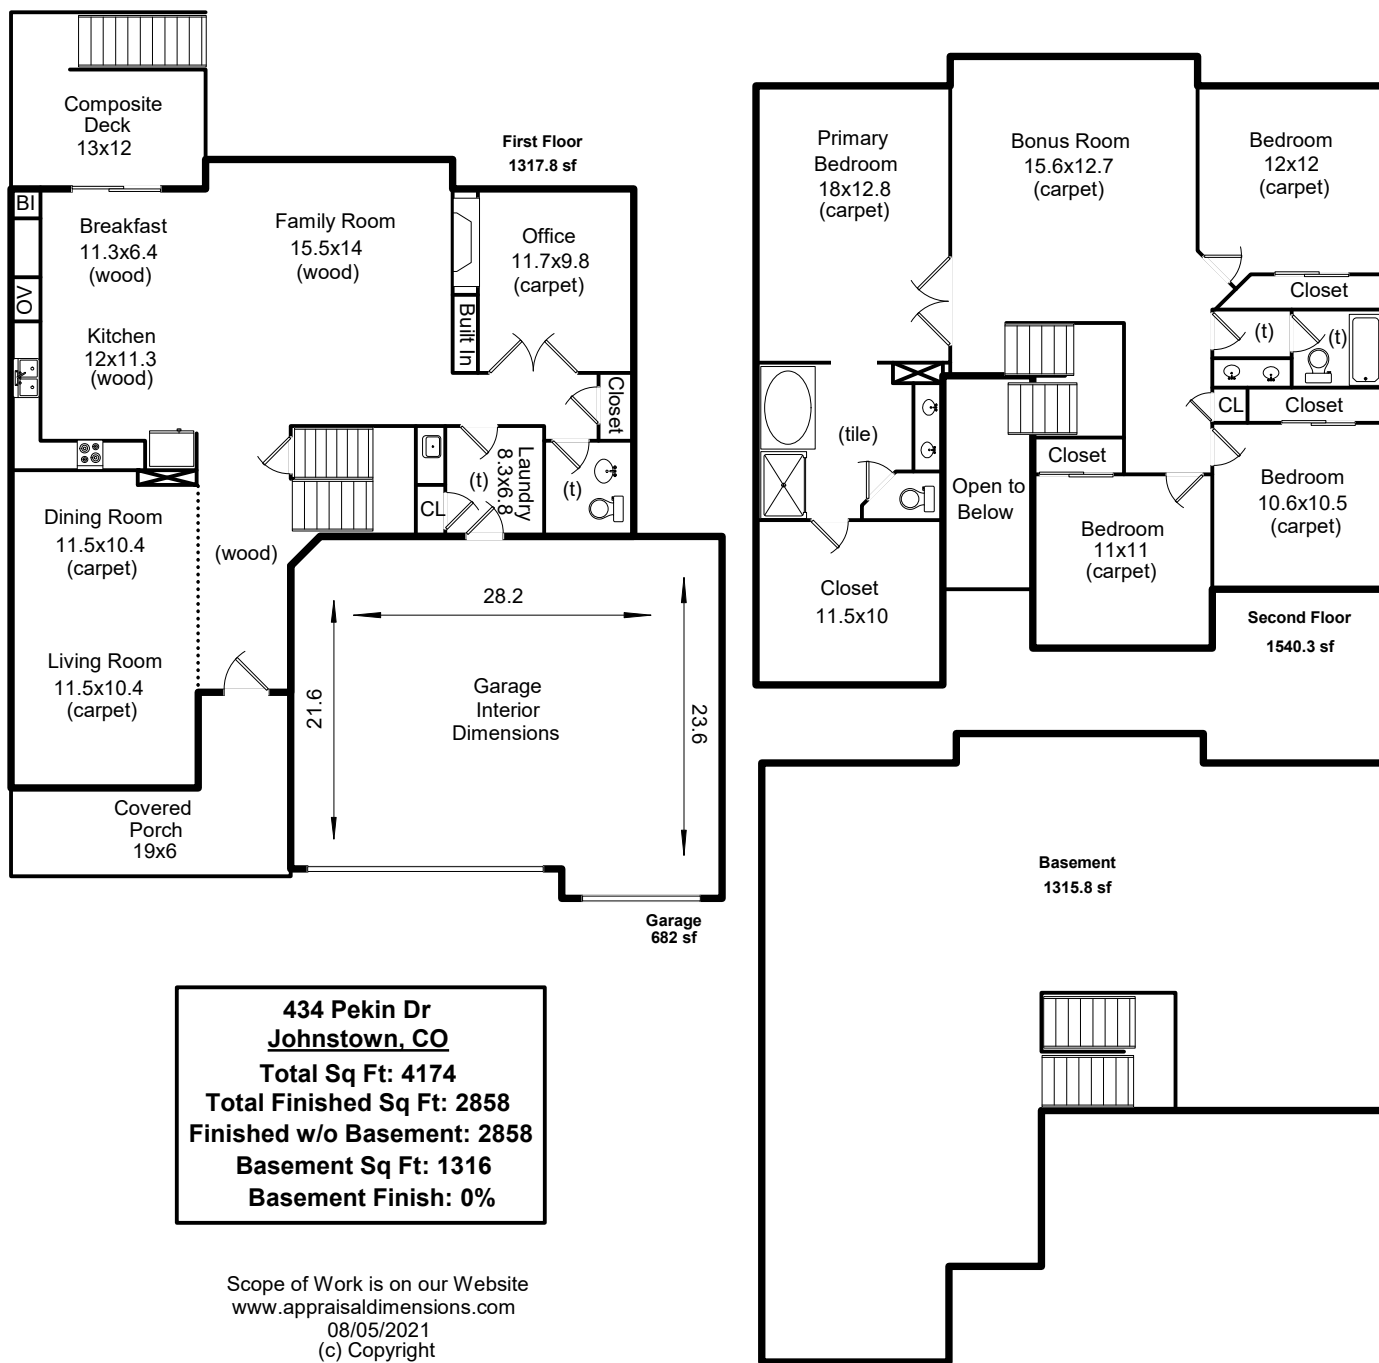 Composite
Deck
13x12
First Floor
1317.8 sf
BI
Breakfast
11.3x6.4
(wood)
Family Room
15.5x14
(wood)
Office
11.7x9.8
(carpet)
OV
Kitchen
12x11.3
(wood)
Built In
Closet
CL
(t)
Laundry
8.3x6.8
(t)
Dining Room
11.5x10.4
(carpet)
(wood)
Living Room
11.5x10.4
(carpet)
28.2
21.6
23.6
Garage
Interior
Dimensions
Covered
Porch
19x6
Garage
682 sf
Primary
Bedroom
18x12.8
(carpet)
Bonus Room
15.6x12.7
(carpet)
Bedroom
12x12
(carpet)
Closet
(t)
(t)
CL
Closet
(tile)
Closet
Open to
Below
Bedroom
10.6x10.5
(carpet)
Bedroom
11x11
(carpet)
Closet
11.5x10
Second Floor
1540.3 sf
Basement
1315.8 sf
434 Pekin Dr
Johnstown, CO
Total Sq Ft: 4174
Total Finished Sq Ft: 2858
Finished w/o Basement: 2858
Basement Sq Ft: 1316
Basement Finish: 0%
Scope of Work is on our Website
www.appraisaldimensions.com
08/05/2021
(c) Copyright